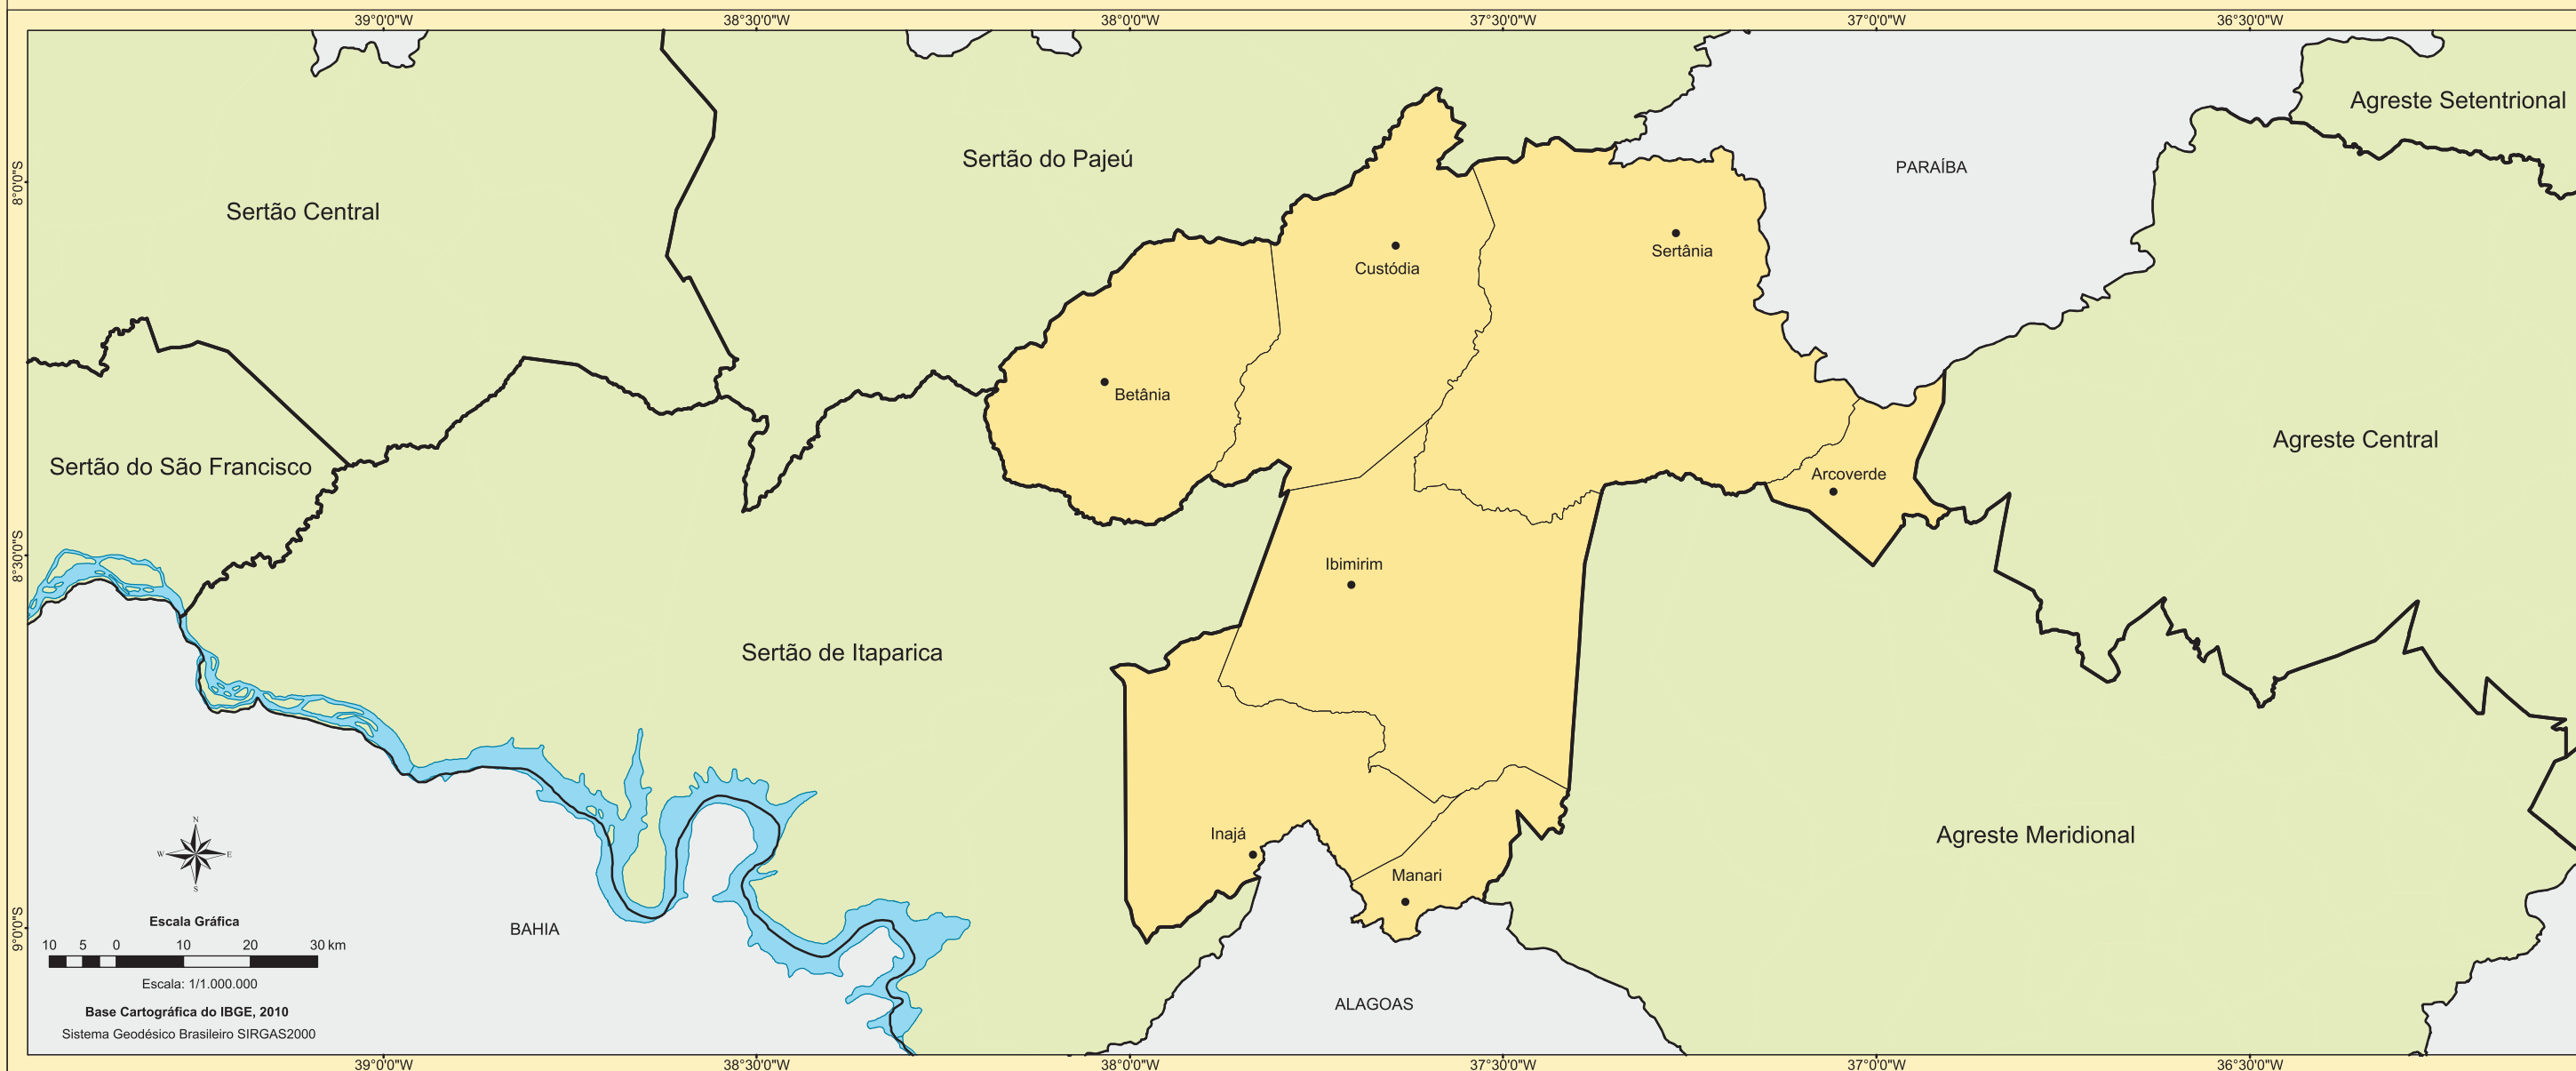 39°0'0"W
38°30'0"W
38°0'0"W
37°30'0"W
37°0'0"W
36°30'0"W
Agreste Setentrional
Sertão do Pajeú
PARAÍBA
8°0'0"S
Sertão Central
Sertânia
Custódia
Betânia
Agreste Central
Sertão do São Francisco
Arcoverde
8°30'0"S
Ibimirim
Sertão de Itaparica
N
W
E
S
Inajá
Agreste Meridional
Manari
9°0'0"S
Escala Gráfica
BAHIA
10 5 0 10 20 30 km
Escala: 1/1.000.000
ALAGOAS
Base Cartográfica do IBGE, 2010
Sistema Geodésico Brasileiro SIRGAS2000
39°0'0"W
38°30'0"W
38°0'0"W
37°30'0"W
37°0'0"W
36°30'0"W